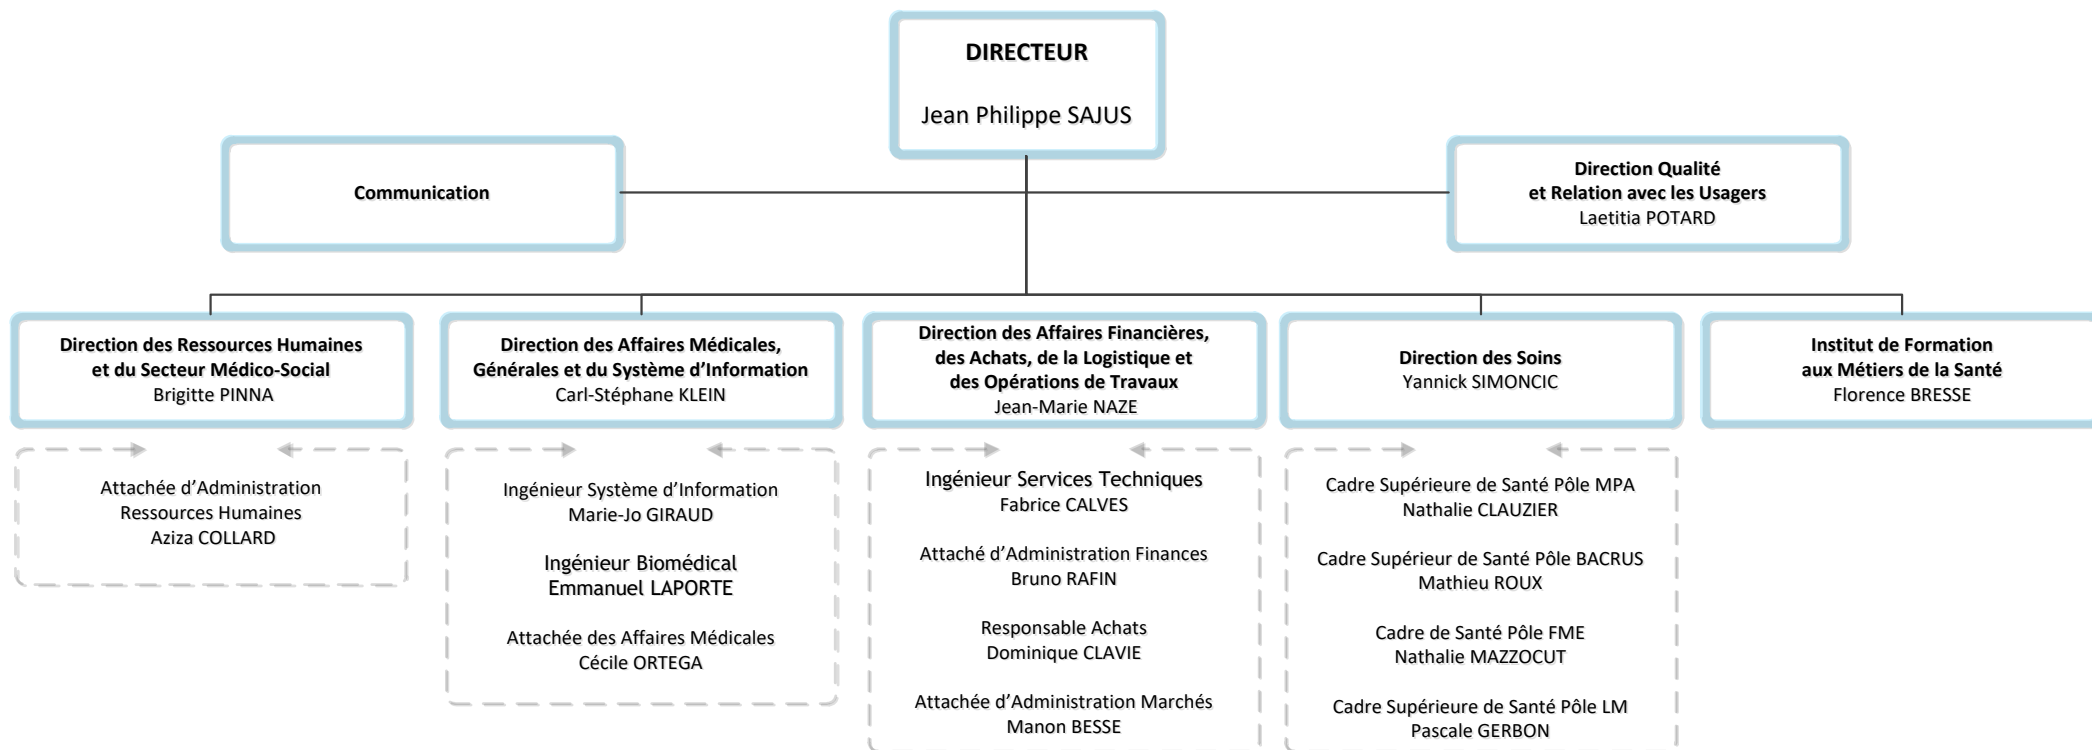 DIRECTEUR
Jean Philippe SAJUS
Communication
Direction Qualité
et Relation avec les Usagers
Laetitia POTARD
Direction des Ressources Humaines
et du Secteur Médico-Social
Brigitte PINNA
Direction des Affaires Médicales,
Générales et du Système d’Information
Carl-Stéphane KLEIN
Direction des Affaires Financières,
des Achats, de la Logistique et
des Opérations de Travaux
Jean-Marie NAZE
Direction des Soins
Yannick SIMONCIC
Institut de Formation
aux Métiers de la Santé
Florence BRESSE
Attachée d’Administration
Ressources Humaines
Aziza COLLARD
Ingénieur Système d’Information
Marie-Jo GIRAUD
Ingénieur Biomédical
Emmanuel LAPORTE
Attachée des Affaires Médicales
Cécile ORTEGA
Ingénieur Services Techniques
Fabrice CALVES
Attaché d’Administration Finances
Bruno RAFIN
Responsable Achats
Dominique CLAVIE
Attachée d’Administration Marchés
Manon BESSE
Cadre Supérieure de Santé Pôle MPA
Nathalie CLAUZIER
Cadre Supérieur de Santé Pôle BACRUS
Mathieu ROUX
Cadre de Santé Pôle FME
Nathalie MAZZOCUT
Cadre Supérieure de Santé Pôle LM
Pascale GERBON